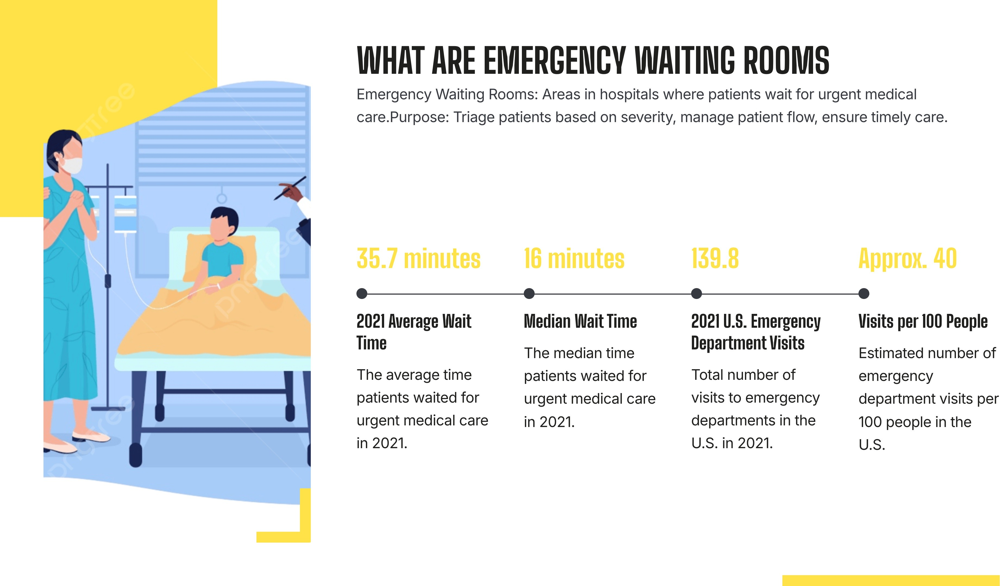 WHAT ARE EMERGENCY WAITING ROOMS
Emergency Waiting Rooms: Areas in hospitals where patients wait for urgent medical
care.Purpose: Triage patients based on severity, manage patient flow, ensure timely care.
35.7 minutes
2021 Average Wait
Time
The average time
patients waited for
urgent medical care
in 2021.
16 minutes
Median Wait Time
The median time
patients waited for
urgent medical care
in 2021.
139.8
2021 U.S. Emergency
Department Visits
Total number of
visits to emergency
departments in the
U.S. in 2021.
Approx. 40
Visits per 100 People
Estimated number of
emergency
department visits per
100 people in the
U.S.
pngtree
pngtree
pngtree